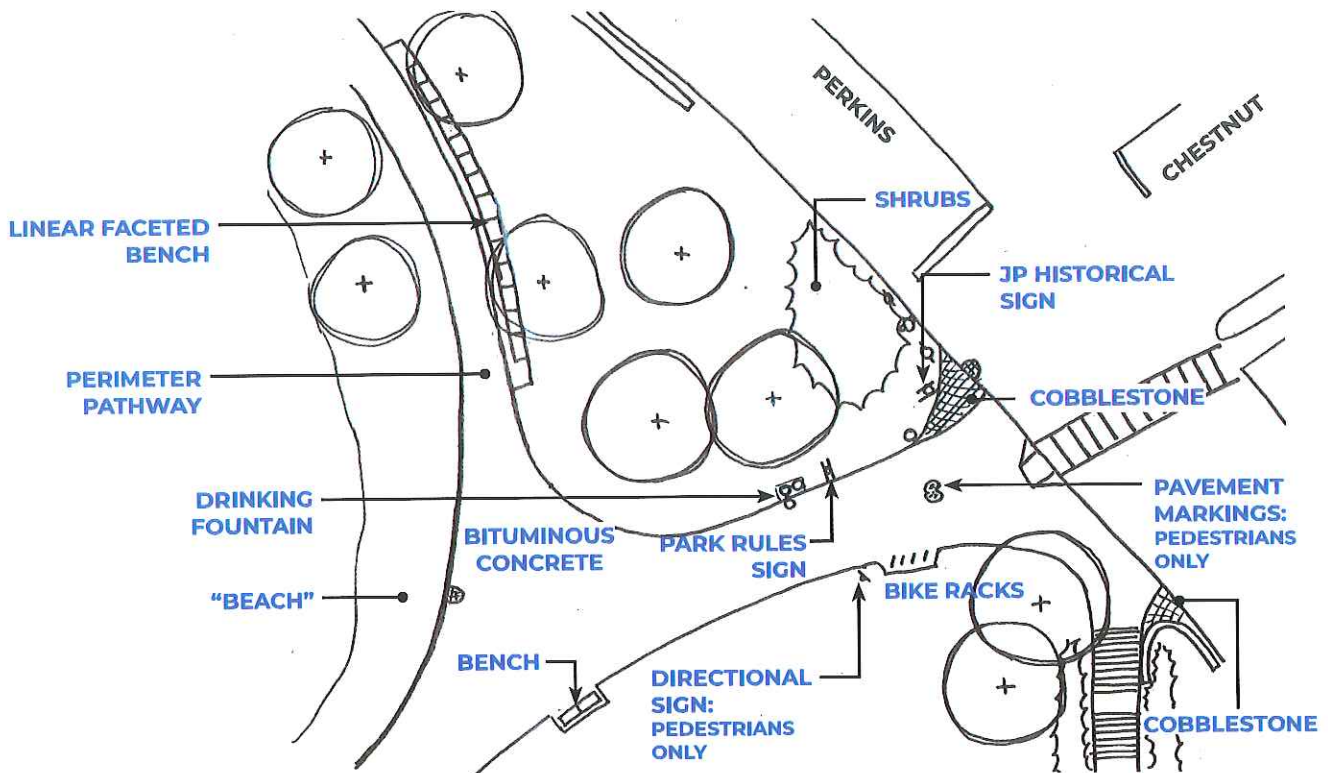 PERKINS
CHESTNUT
SHRUBS
LINEAR FACETED
BENCH
JP HISTORICAL
SIGN
PERIMETER
PATHWAY
COBBLESTONE
DRINKING
FOUNTAIN
BITUMINOUS
CONCRETE
PARK RULES
SIGN
PAVEMENT
MARKINGS:
PEDESTRIANS
ONLY
"BEACH"
BIKE RACKS
BENCH
DIRECTIONAL
SIGN:
PEDESTRIANS
ONLY
COBBLESTONE